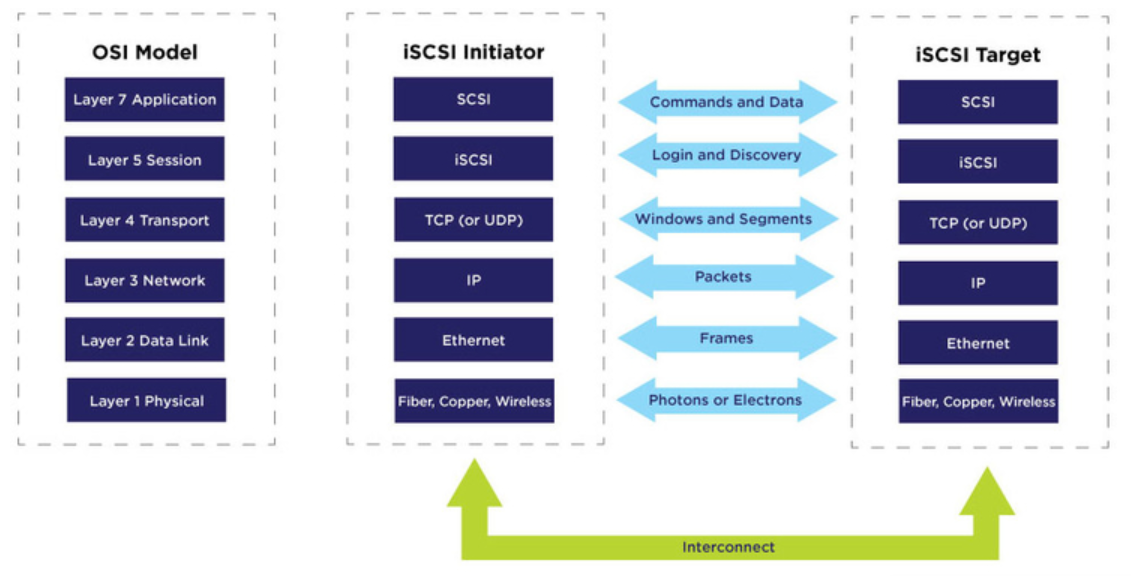 OSI Model
Layer 7 Application
Layer 5 Session
Layer 4 Transport
Layer 3 Network
Layer 2 Data Link
Layer 1 Physical
iSCSI Initiator
SCSI
iSCSI
TCP (or UDP)
IP
Ethernet
Fiber, Copper, Wireless
Commands and Data
Login and Discovery
Windows and Segments
Packets
Frames
Photons or Electrons
iSCSI Target
SCSI
iSCSI
TCP (or UDP)
IP
Ethernet
Fiber, Copper, Wireless
Interconnect